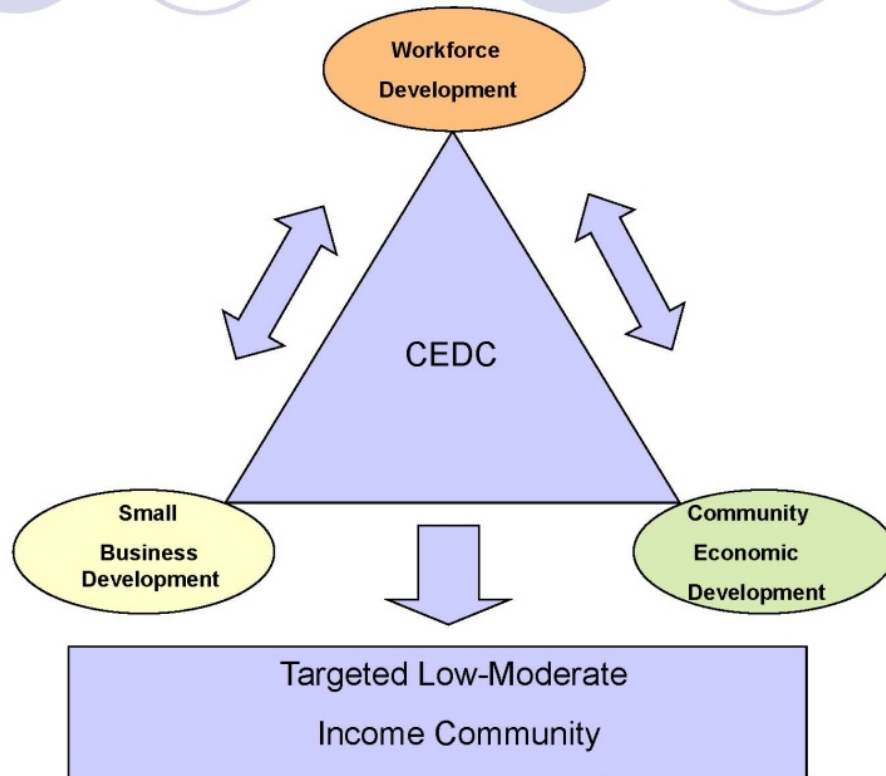 Workforce
Development
CEDC
Small
Business
Development
Community
Economic
Development
Targeted Low-Moderate
Income Community